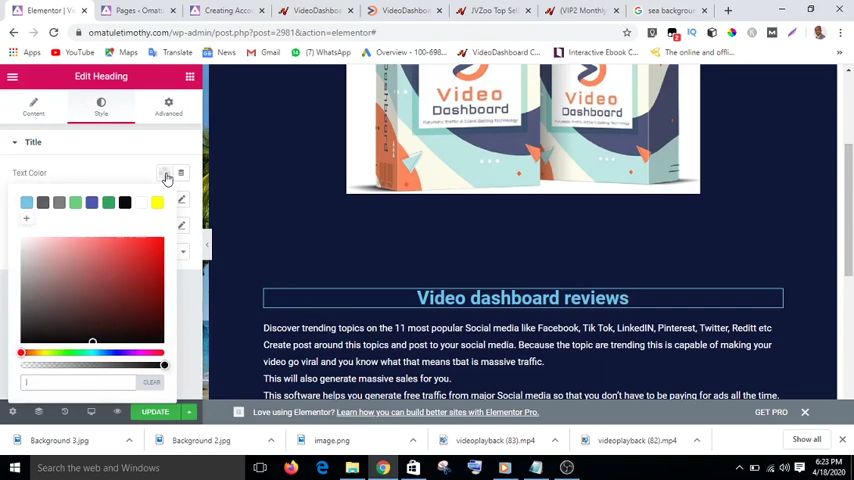 Elementor | V
Pages ‹ Omatu
Creating Acco
VideoDashboa
VideoDashboa
JVZoo Top Sel
(VIP2 Monthly
sea backgroun
omatuletimothy.com/wp-admin/post.php?post=2981&action=elementor#
Apps
YouTube
Maps
Translate
News
Gmail
(7) WhatsApp
Overview – 100-698...
VideoDashboard C...
Interactive Ebook C...
The online and offli...
Edit Heading
Content
Style
Advanced
Title
Text Color
CLEAR
UPDATE
Video
Dashboard
Video
Dashboard
Video dashboard reviews
Discover trending topics on the 11 most popular Social media like Facebook, Tik Tok, LinkedIN, Pinterest, Twitter, Reditt etc
Create post around this topics and post to your social media. Because the topic are trending this is capable of making your
video go viral and you know what that means tbat is massive traffic.
This will also generate massive sales for you.
This software helps you generate free traffic from major Social media so that you don't have to be paying for ads all the time.
Love using Elementor? Learn how you can build better sites with Elementor Pro.
GET PRO
Background 3.jpg
Background 2.jpg
image.png
videoplayback (83).mp4
videoplayback (82).mp4
Show all
Type here to search
6:23 PM
4/18/2020